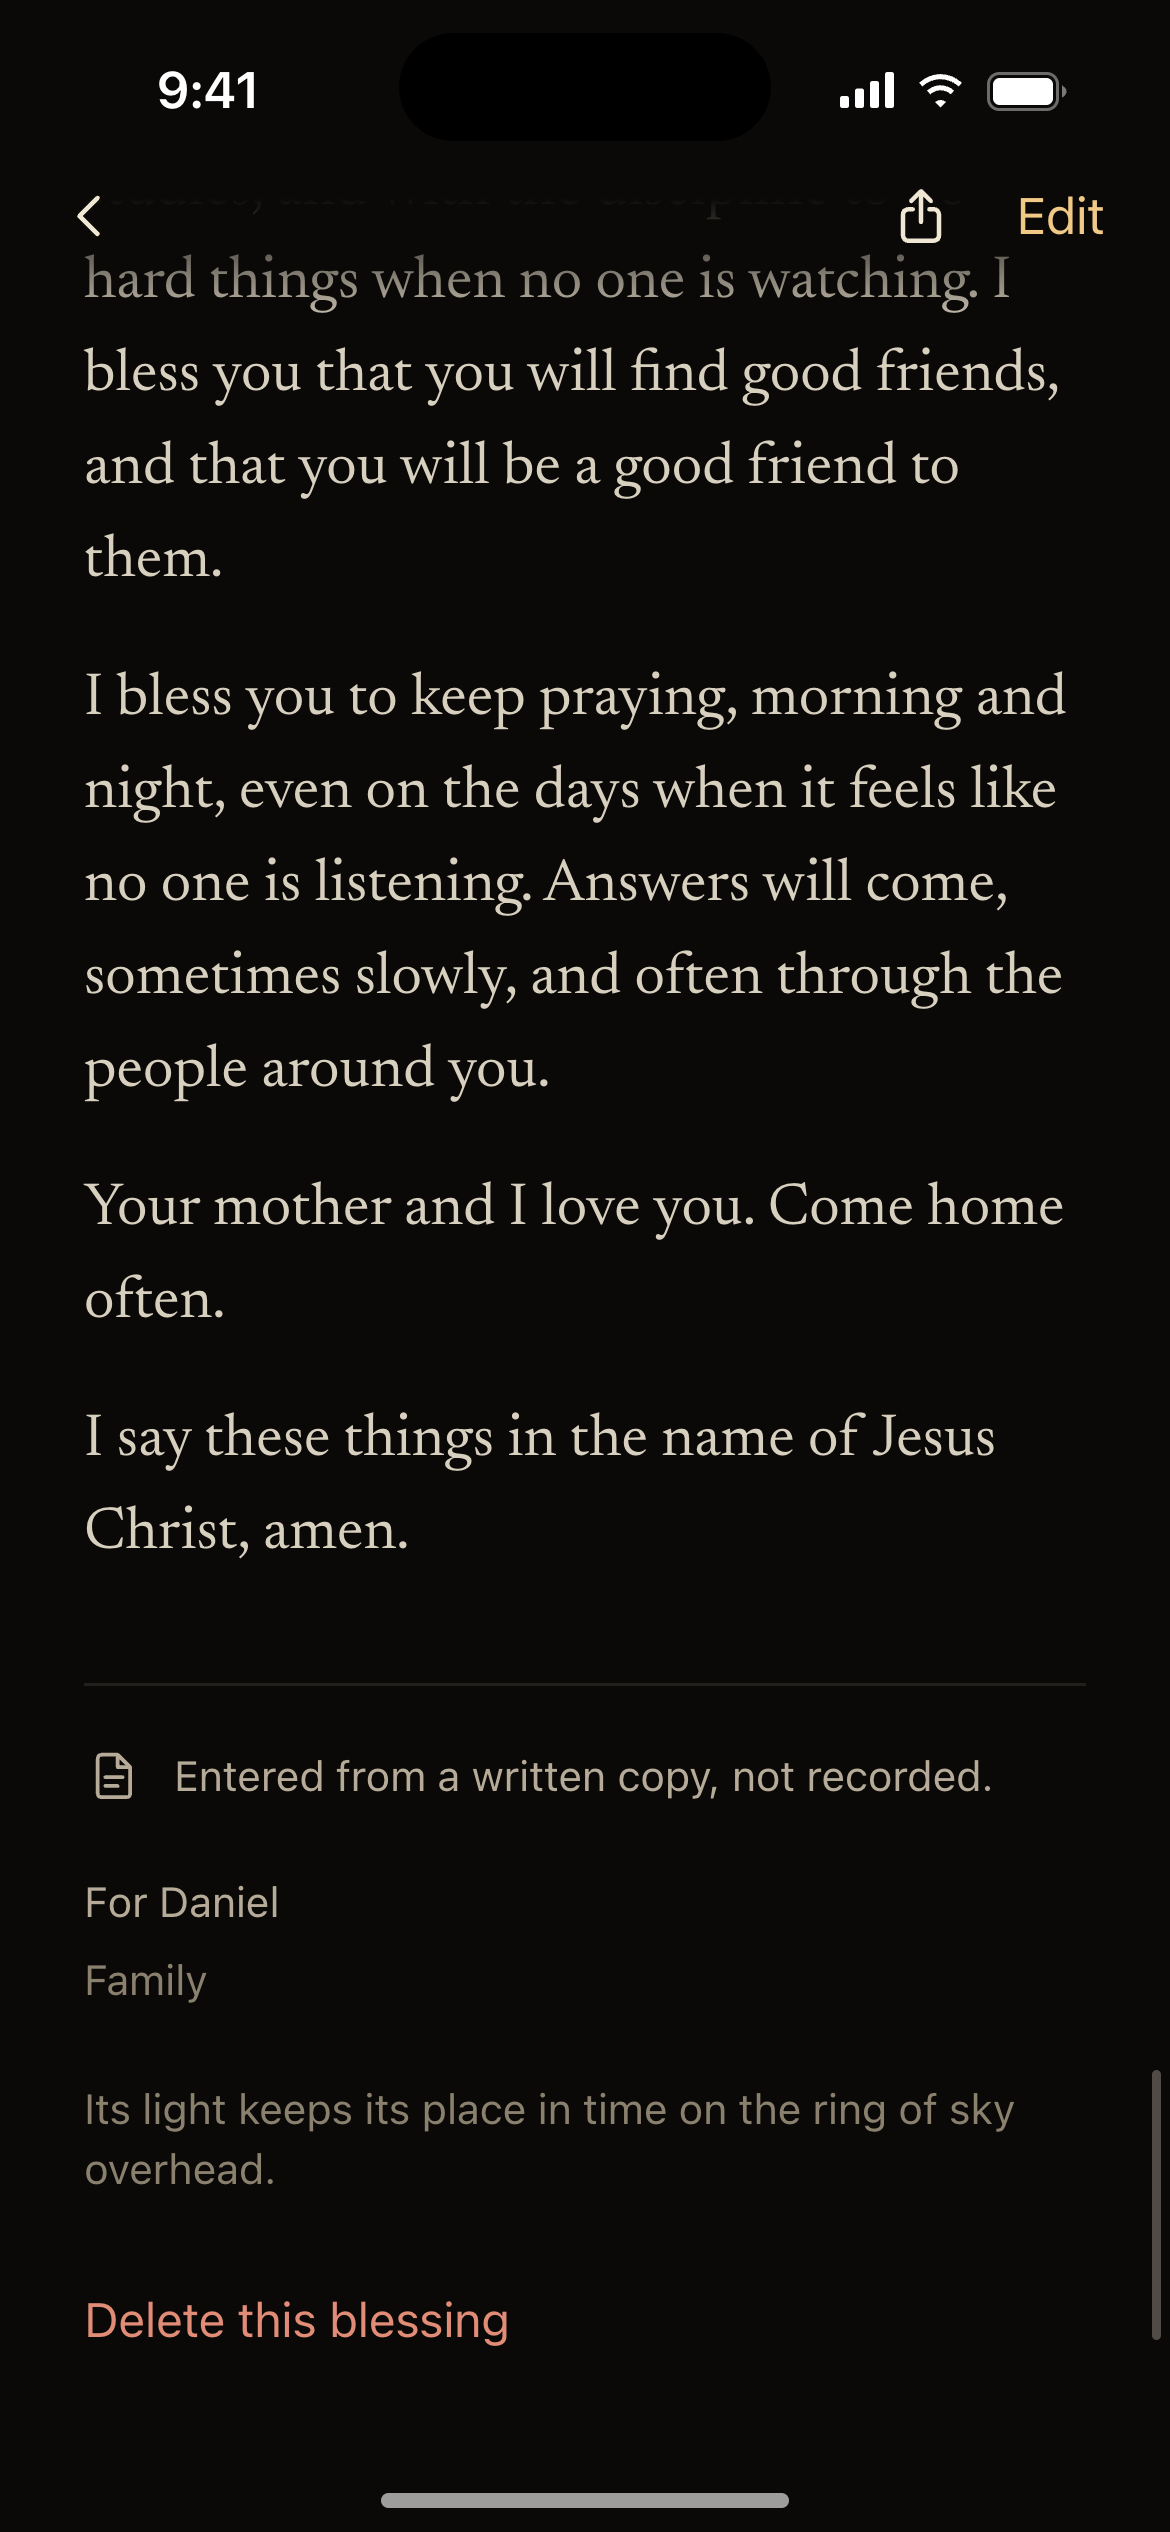 9:41
Edit
hard things when no one is watching. I
bless you that you will find good friends,
and that you will be a good friend to
them.
I bless you to keep praying, morning and
night, even on the days when it feels like
no one is listening. Answers will come,
sometimes slowly, and often through the
people around you.
Your mother and I love you. Come home
often.
I say these things in the name of Jesus
Christ, amen.
Entered from a written copy, not recorded.
For Daniel
Family
Its light keeps its place in time on the ring of sky
overhead.
Delete this blessing